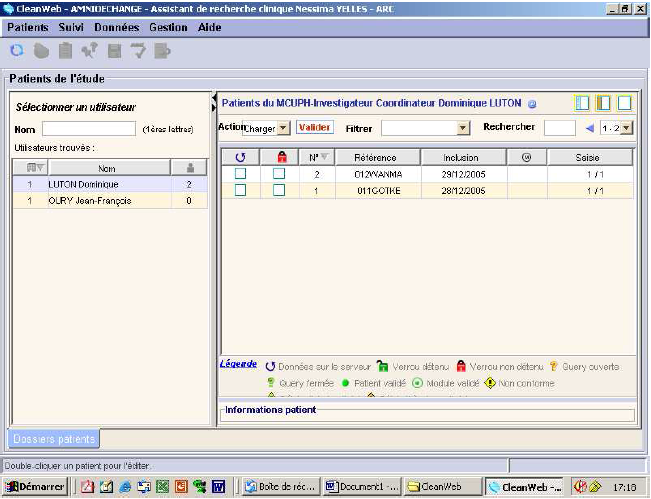 CleanWeb - AMNIOECHANGE - Assistant de recherche clinique Nessima YELLES - ARC
Patients Suivi Données Gestion Aide
Patients de l'étude
Sélectionner un utilisateur
Nom (1ères lettres)
Utilisateurs trouvés :
Nom
1 LUTON Dominique 2
1 OURY Jean-François 0
Patients du MCUPH-Investigateur Coordinateur Dominique LUTON
Action Charger Valider Filtrer Rechercher 1 - 2
N° Référence Inclusion Saisie
2 012WANMA 29/12/2005 1 / 1
1 011GOTKE 28/12/2005 1 / 1
Légende Données sur le serveur Verrou détenu Verrou non détenu Query ouverte
Query fermée Patient validé Module validé Non conforme
Informations patient
Dossiers patients
Double-cliquer un patient pour l'éditer.
Démarrer Boîte de réc... Document1 -... CleanWeb CleanWeb -... 17:18